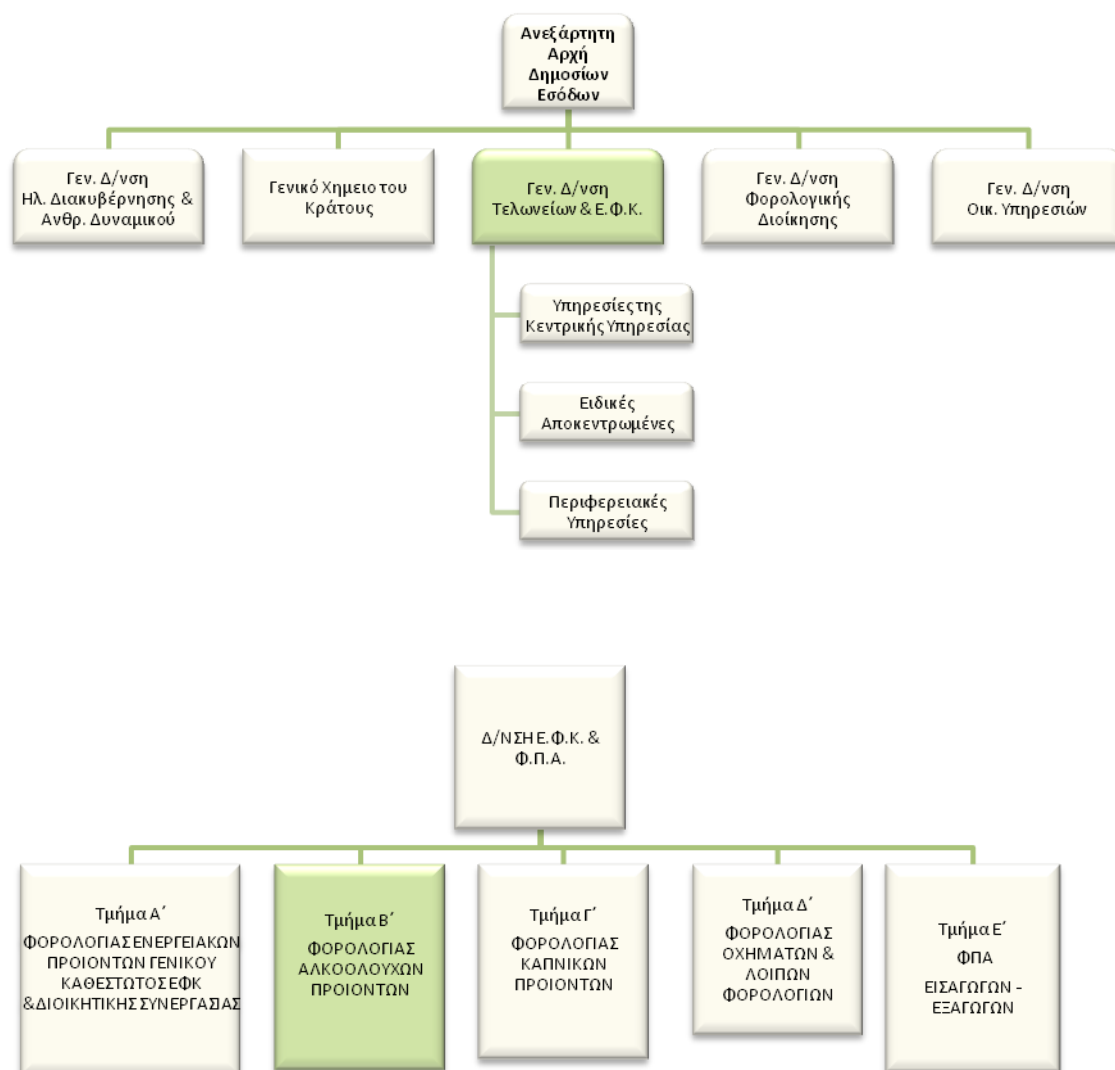 Ανεξάρτητη
Αρχή
Δημοσίων
Εσόδων
Γεν. Δ/νση
Ηλ. Διακυβέρνησης &
Ανθρ. Δυναμικού
Γενικό Χημειο του
Κράτους
Γεν. Δ/νση
Τελωνείων & Ε.Φ.Κ.
Γεν. Δ/νση
Φορολογικής
Διοίκησης
Γεν. Δ/νση
Οικ. Υπηρεσιών
Υπηρεσίες της
Κεντρικής Υπηρεσίας
Ειδικές
Αποκεντρωμένες
Περιφερειακές
Υπηρεσίες
Δ/ΝΣΗ Ε.Φ.Κ. &
Φ.Π.Α.
Τμήμα Α΄
ΦΟΡΟΛΟΓΙΑΣ ΕΝΕΡΓΕΙΑΚΩΝ
ΠΡΟΙΟΝΤΩΝ ΓΕΝΙΚΟΥ
ΚΑΘΕΣΤΩΤΟΣ ΕΦΚ
&ΔΙΟΙΚΗΤΙΚΗΣ ΣΥΝΕΡΓΑΣΙΑΣ
Τμήμα Β΄
ΦΟΡΟΛΟΓΙΑΣ
ΑΛΚΟΟΛΟΥΧΩΝ
ΠΡΟΙΟΝΤΩΝ
Τμήμα Γ΄
ΦΟΡΟΛΟΓΙΑΣ
ΚΑΠΝΙΚΩΝ
ΠΡΟΙΟΝΤΩΝ
Τμήμα Δ΄
ΦΟΡΟΛΟΓΙΑΣ
ΟΧΗΜΑΤΩΝ &
ΛΟΙΠΩΝ
ΦΟΡΟΛΟΓΙΩΝ
Τμήμα Ε΄
ΦΠΑ
ΕΙΣΑΓΩΓΩΝ –
ΕΞΑΓΩΓΩΝ